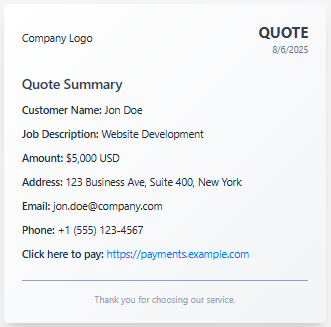 Company Logo
QUOTE
8/6/2025
Quote Summary
Customer Name: Jon Doe
Job Description: Website Development
Amount: $5,000 USD
Address: 123 Business Ave, Suite 400, New York
Email: jon.doe@company.com
Phone: +1 (555) 123-4567
Click here to pay: https://payments.example.com
Thank you for choosing our service.